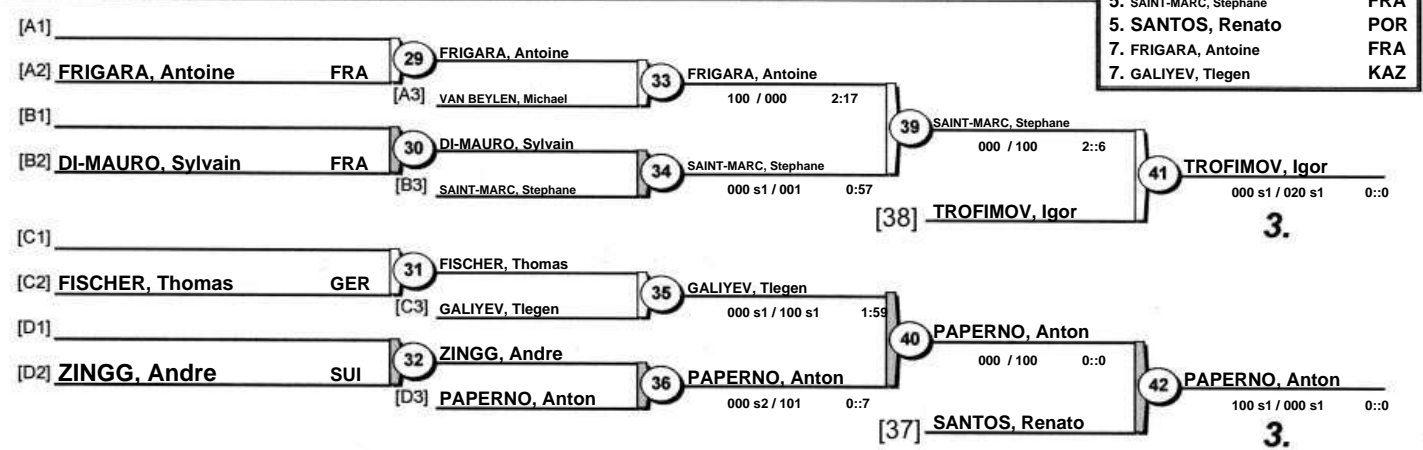 5. SAINT-MARC, Stephane FRA
5. SANTOS, Renato POR
7. FRIGARA, Antoine FRA
7. GALIYEV, Tlegen KAZ
[A1]
[A2] FRIGARA, Antoine FRA
29
FRIGARA, Antoine
[A3] VAN BEYLEN, Michael
33
FRIGARA, Antoine
100 / 000 2:17
[B1]
[B2] DI-MAURO, Sylvain FRA
30
DI-MAURO, Sylvain
[B3] SAINT-MARC, Stephane
34
SAINT-MARC, Stephane
000 s1 / 001 0:57
39
SAINT-MARC, Stephane
000 / 100 2::6
[38] TROFIMOV, Igor
41
TROFIMOV, Igor
000 s1 / 020 s1 0::0
3.
[C1]
[C2] FISCHER, Thomas GER
31
FISCHER, Thomas
[C3] GALIYEV, Tlegen
35
GALIYEV, Tlegen
000 s1 / 100 s1 1:59
[D1]
[D2] ZINGG, Andre SUI
32
ZINGG, Andre
[D3] PAPERNO, Anton
36
PAPERNO, Anton
000 s2 / 101 0::7
40
PAPERNO, Anton
000 / 100 0::0
[37] SANTOS, Renato
42
PAPERNO, Anton
100 s1 / 000 s1 0::0
3.